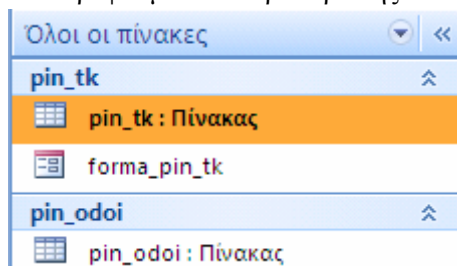 Όλοι οι πίνακες
pin_tk
pin_tk : Πίνακας
forma_pin_tk
pin_odoi
pin_odoi : Πίνακας